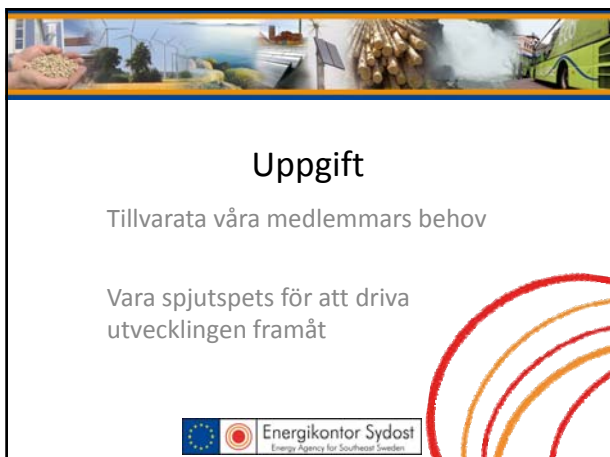 Uppgift
Tillvarata våra medlemmars behov
Vara spjutspets för att driva
utvecklingen framåt
Energikontor Sydost
Energy Agency for Southeast Sweden